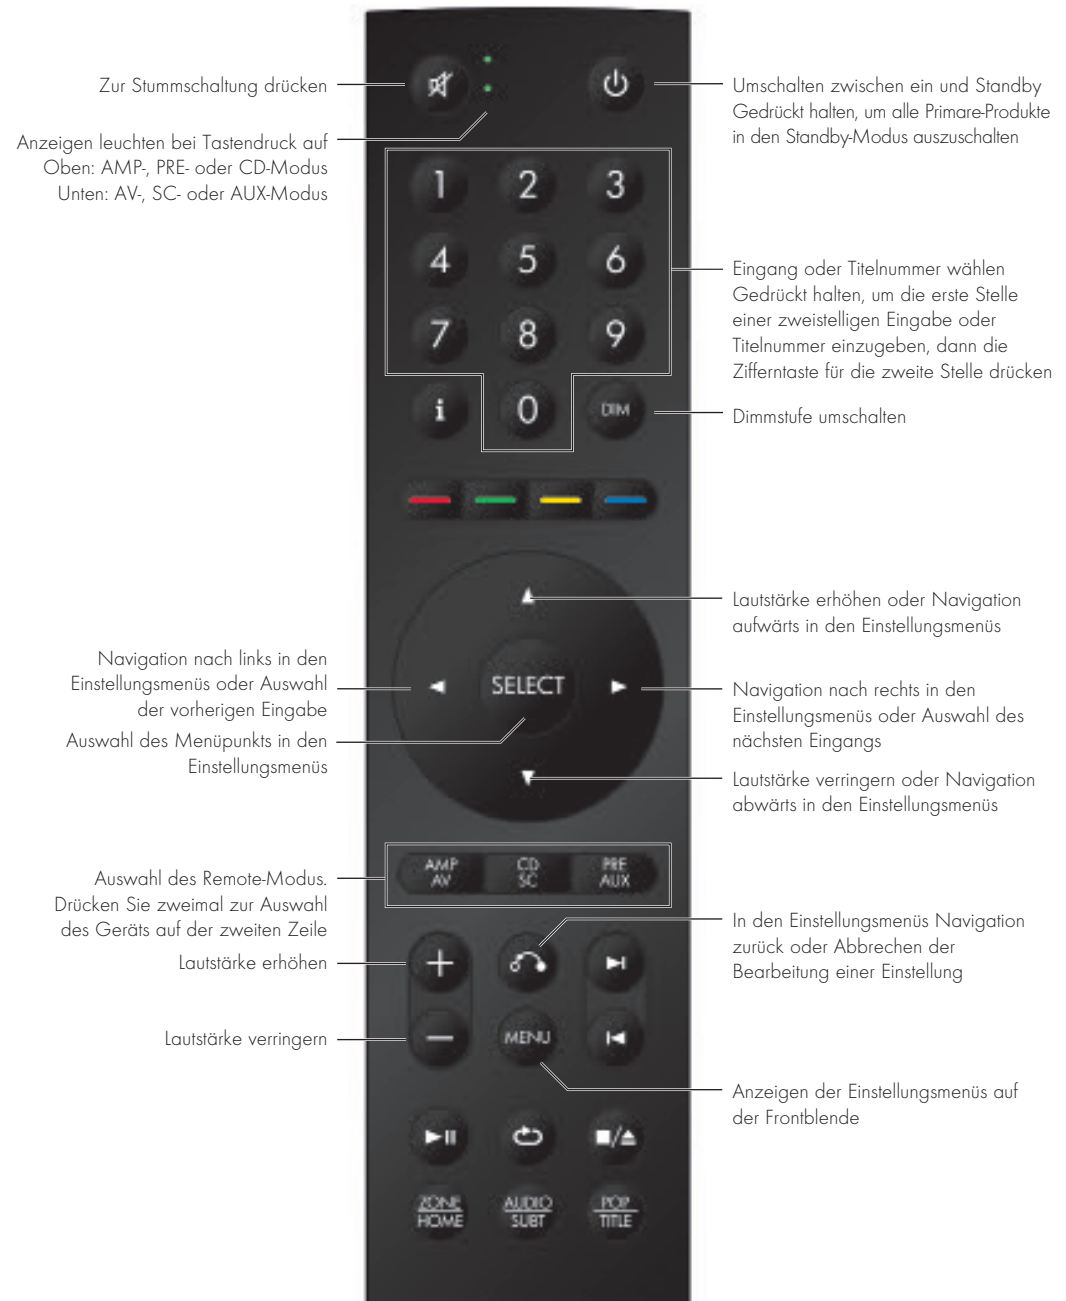 Zur Stummschaltung drücken
Umschalten zwischen ein und Standby
Gedrückt halten, um alle Primare-Produkte
in den Standby-Modus auszuschalten
Anzeigen leuchten bei Tastendruck auf
Oben: AMP-, PRE- oder CD-Modus
Unten: AV-, SC- oder AUX-Modus
1 2 3
4 5 6
7 8 9
i 0 DIM
Eingang oder Titelnummer wählen
Gedrückt halten, um die erste Stelle
einer zweistelligen Eingabe oder
Titelnummer einzugeben, dann die
Zifferntaste für die zweite Stelle drücken
Dimmstufe umschalten
Lautstärke erhöhen oder Navigation
aufwärts in den Einstellungsmenüs
Navigation nach links in den
Einstellungsmenüs oder Auswahl
der vorherigen Eingabe
SELECT
Navigation nach rechts in den
Einstellungsmenüs oder Auswahl des
nächsten Eingangs
Auswahl des Menüpunkts in den
Einstellungsmenüs
Lautstärke verringern oder Navigation
abwärts in den Einstellungsmenüs
AMP CD PRE
AV SC AUX
Auswahl des Remote-Modus.
Drücken Sie zweimal zur Auswahl
des Geräts auf der zweiten Zeile
In den Einstellungsmenüs Navigation
zurück oder Abbrechen der
Bearbeitung einer Einstellung
Lautstärke erhöhen
Lautstärke verringern
MENU
Anzeigen der Einstellungsmenüs auf
der Frontblende
ZONE AUDIO POP
HOME SUBT TITLE